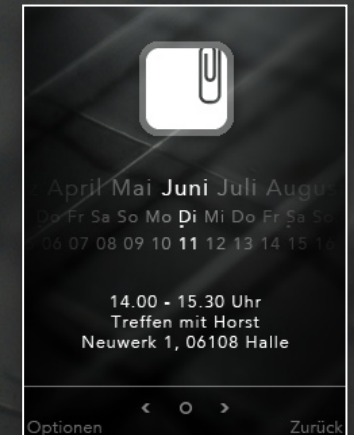 April Mai Juni Juli Augus
Do Fr Sa So Mo Di Mi Do Fr Sa So
06 07 08 09 10 11 12 13 14 15 16
14.00 - 15.30 Uhr
Treffen mit Horst
Neuwerk 1, 06108 Halle
Optionen Zurück